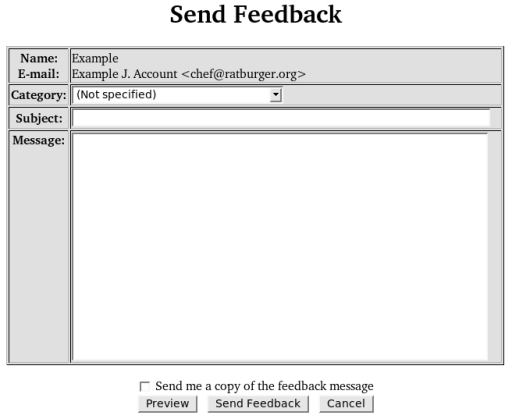 Send Feedback
Name: Example
E-mail: Example J. Account <chef@ratburger.org>
Category: (Not specified)
Subject:
Message:
Send me a copy of the feedback message
Preview Send Feedback Cancel